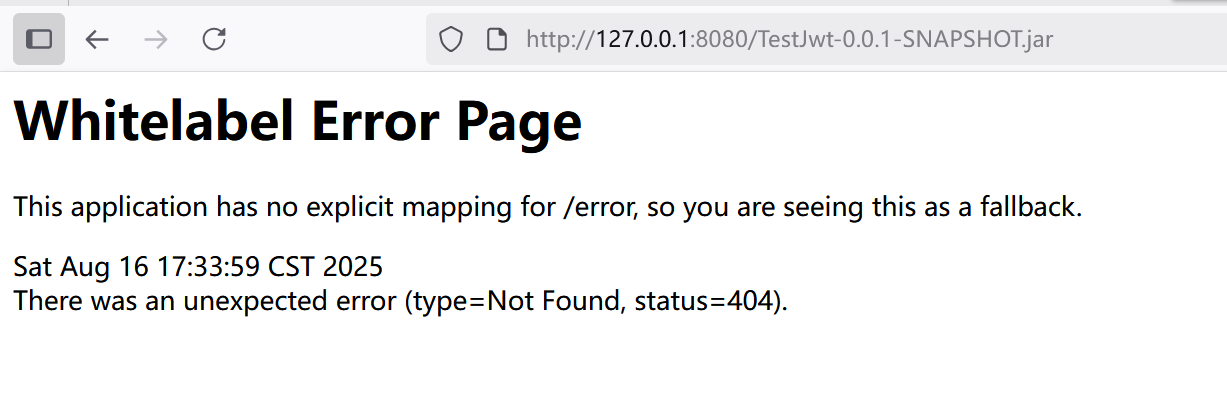 http://127.0.0.1:8080/TestJwt-0.0.1-SNAPSHOT.jar
Whitelabel Error Page
This application has no explicit mapping for /error, so you are seeing this as a fallback.
Sat Aug 16 17:33:59 CST 2025
There was an unexpected error (type=Not Found, status=404).